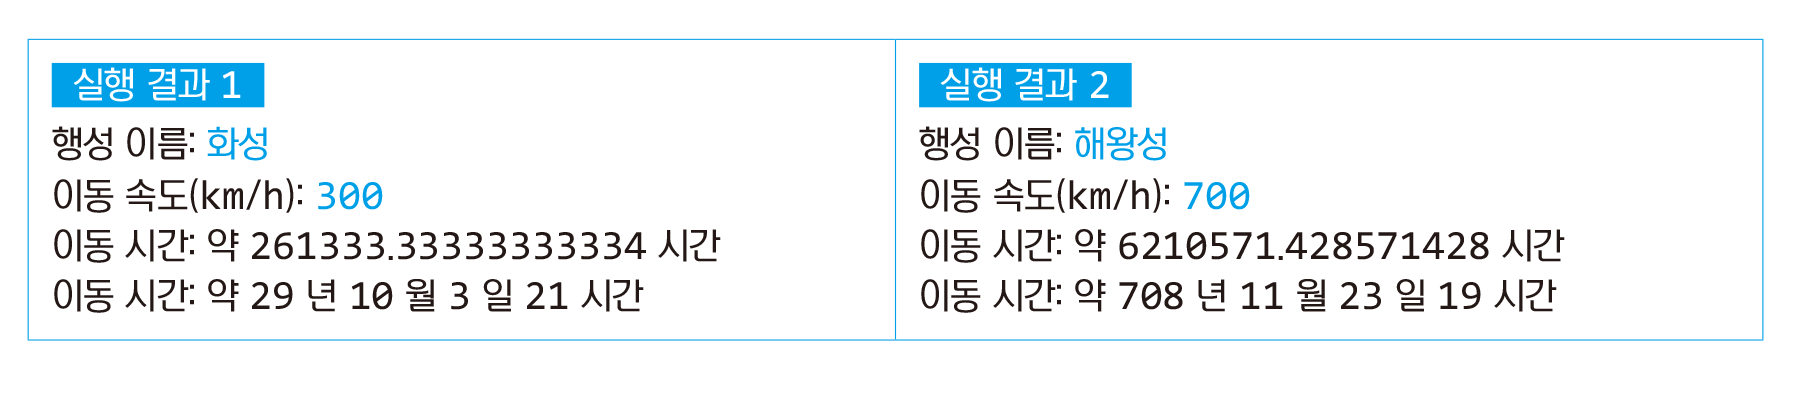 실행 결과 1
행성 이름: 화성
이동 속도(km/h): 300
이동 시간: 약 261333.33333333334 시간
이동 시간: 약 29 년 10 월 3 일 21 시간
실행 결과 2
행성 이름: 해왕성
이동 속도(km/h): 700
이동 시간: 약 6210571.428571428 시간
이동 시간: 약 708 년 11 월 23 일 19 시간